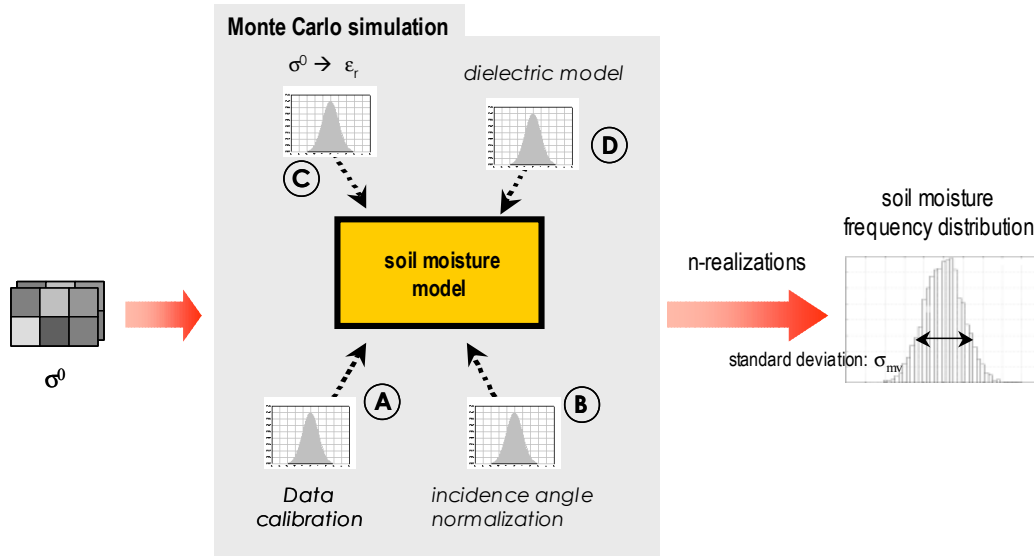 Monte Carlo simulation
σ⁰ → εr
dielectric model
C
D
soil moisture
model
A
B
Data
calibration
incidence angle
normalization
σ⁰
n-realizations
soil moisture
frequency distribution
standard deviation: σmv